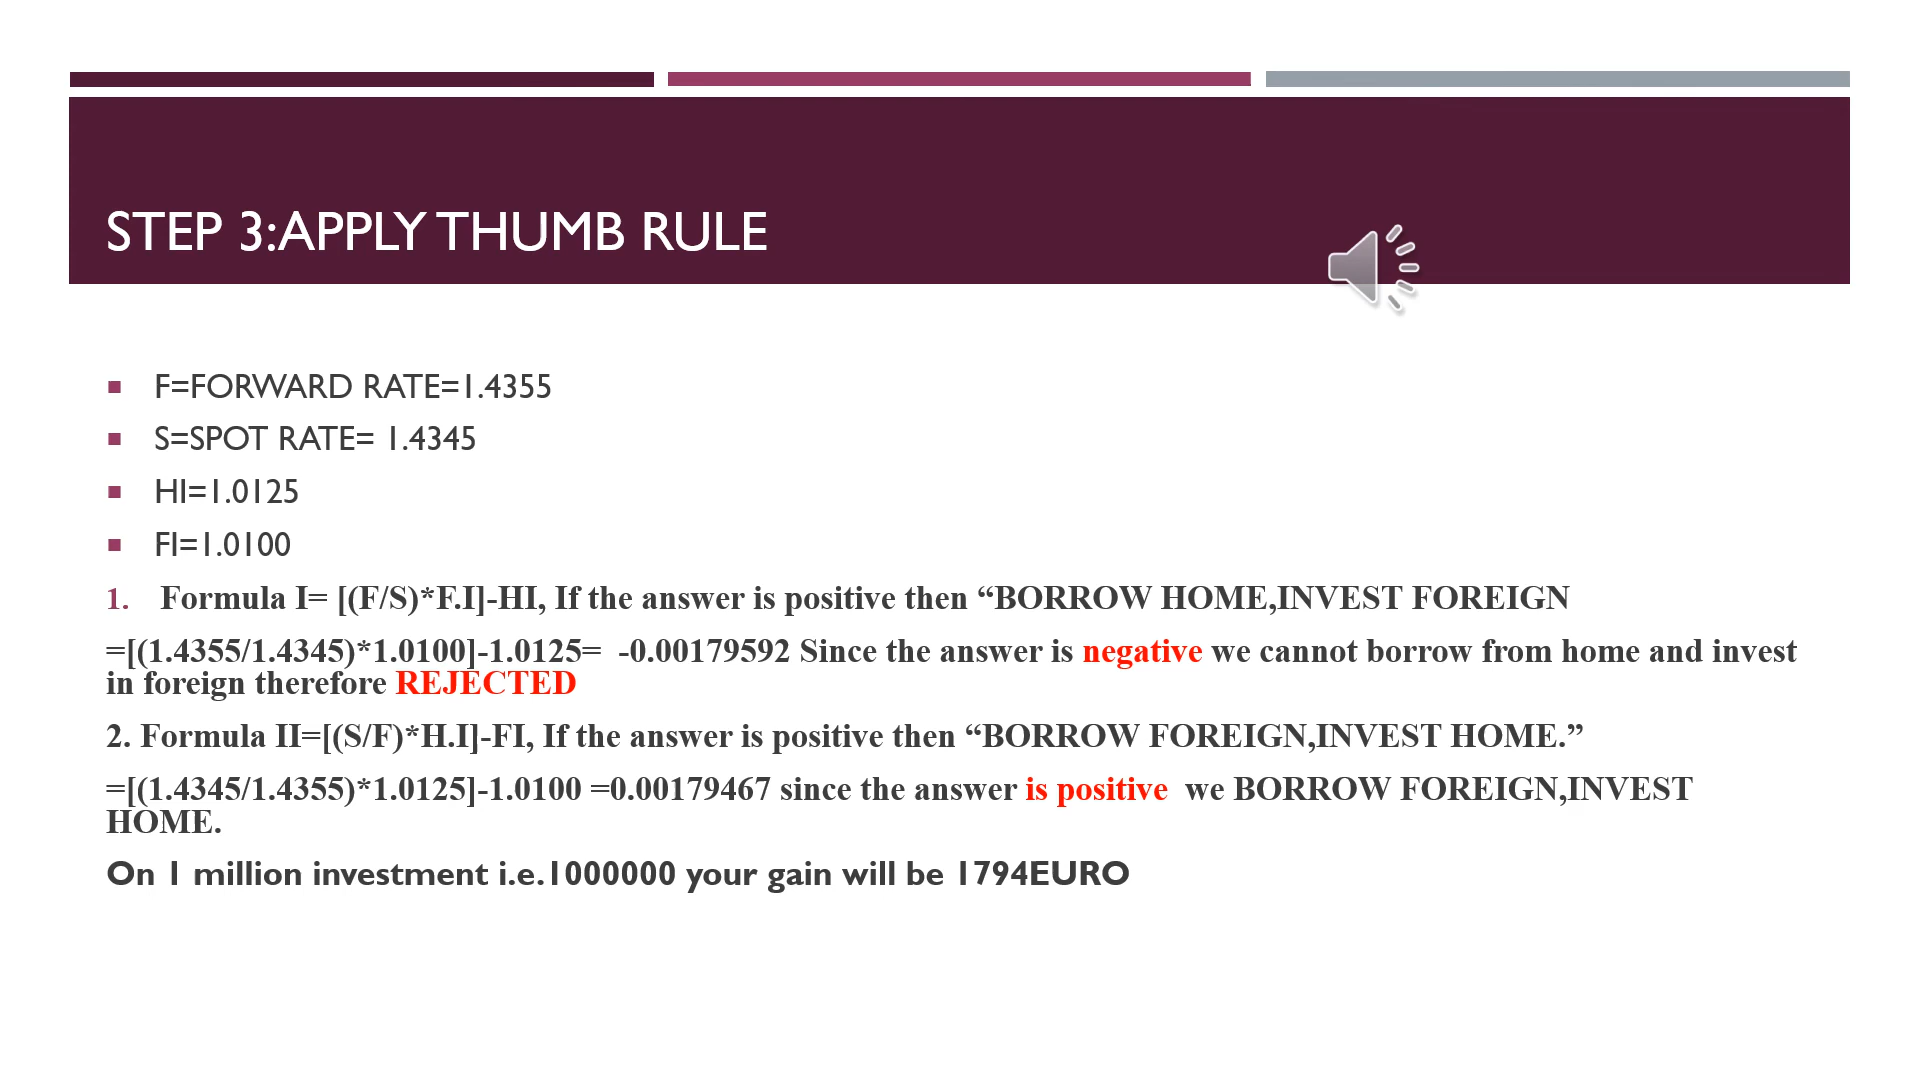 STEP 3:APPLY THUMB RULE
F=FORWARD RATE=1.4355
S=SPOT RATE= 1.4345
HI=1.0125
FI=1.0100
1. Formula I= [(F/S)*F.I]-HI, If the answer is positive then “BORROW HOME,INVEST FOREIGN
=[(1.4355/1.4345)*1.0100]-1.0125= -0.00179592 Since the answer is negative we cannot borrow from home and invest
in foreign therefore REJECTED
2. Formula II=[(S/F)*H.I]-FI, If the answer is positive then “BORROW FOREIGN,INVEST HOME.”
=[(1.4345/1.4355)*1.0125]-1.0100 =0.00179467 since the answer is positive we BORROW FOREIGN,INVEST
HOME.
On 1 million investment i.e.1000000 your gain will be 1794EURO